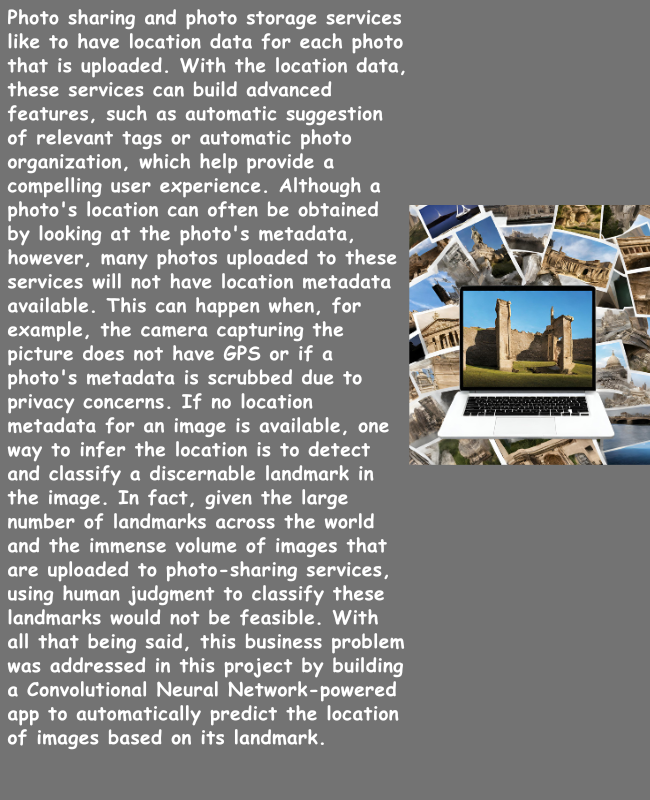 Photo sharing and photo storage services
like to have location data for each photo
that is uploaded. With the location data,
these services can build advanced
features, such as automatic suggestion
of relevant tags or automatic photo
organization, which help provide a
compelling user experience. Although a
photo's location can often be obtained
by looking at the photo's metadata,
however, many photos uploaded to these
services will not have location metadata
available. This can happen when, for
example, the camera capturing the
picture does not have GPS or if a
photo's metadata is scrubbed due to
privacy concerns. If no location
metadata for an image is available, one
way to infer the location is to detect
and classify a discernable landmark in
the image. In fact, given the large
number of landmarks across the world
and the immense volume of images that
are uploaded to photo-sharing services,
using human judgment to classify these
landmarks would not be feasible. With
all that being said, this business problem
was addressed in this project by building
a Convolutional Neural Network-powered
app to automatically predict the location
of images based on its landmark.